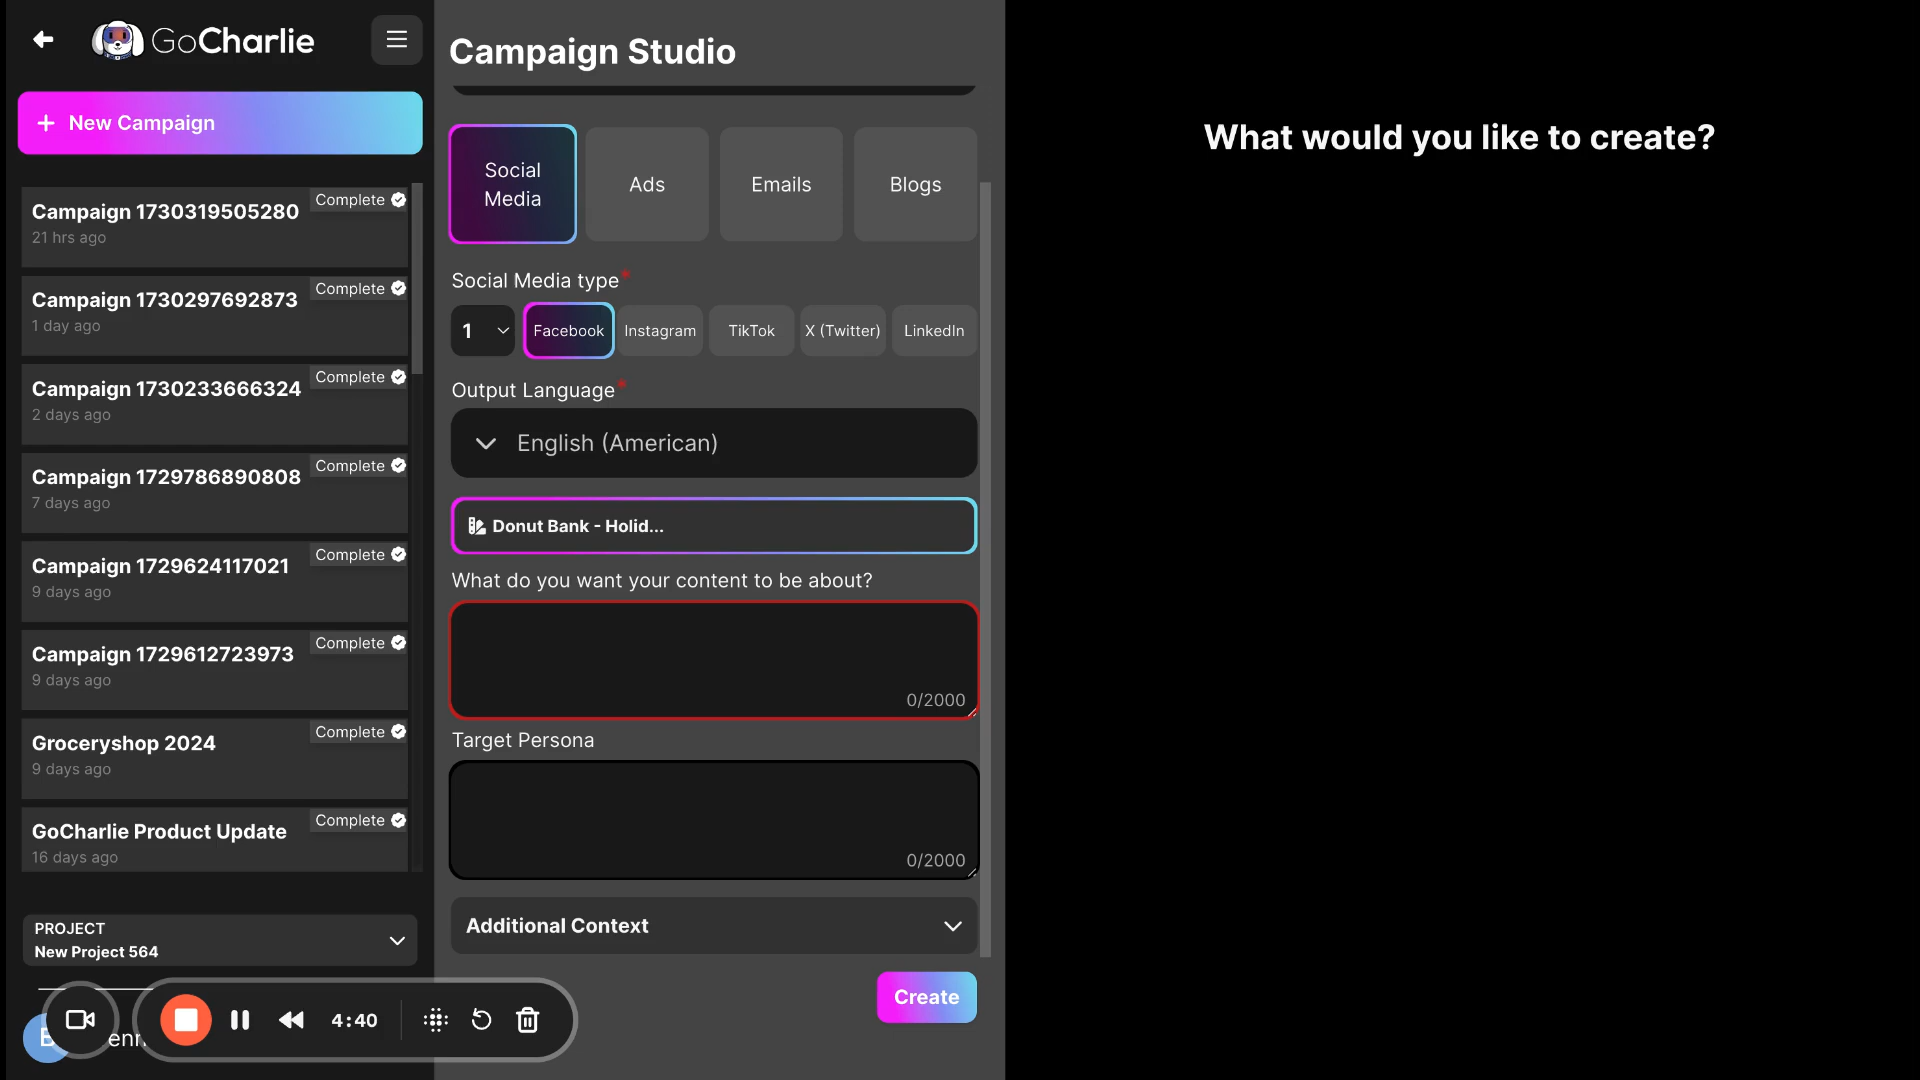 GoCharlie
New Campaign
Campaign 1730319505280
Complete
21 hrs ago
Campaign 1730297692873
Complete
1 day ago
Campaign 1730233666324
Complete
2 days ago
Campaign 1729786890808
Complete
7 days ago
Campaign 1729624117021
Complete
9 days ago
Campaign 1729612723973
Complete
9 days ago
Groceryshop 2024
Complete
9 days ago
GoCharlie Product Update
Complete
16 days ago
PROJECT
New Project 564
4:40
Campaign Studio
Social
Media
Ads
Emails
Blogs
Social Media type*
1
Facebook
Instagram
TikTok
X (Twitter)
LinkedIn
Output Language*
English (American)
Donut Bank - Holid...
What do you want your content to be about?
0/2000
Target Persona
0/2000
Additional Context
Create
What would you like to create?